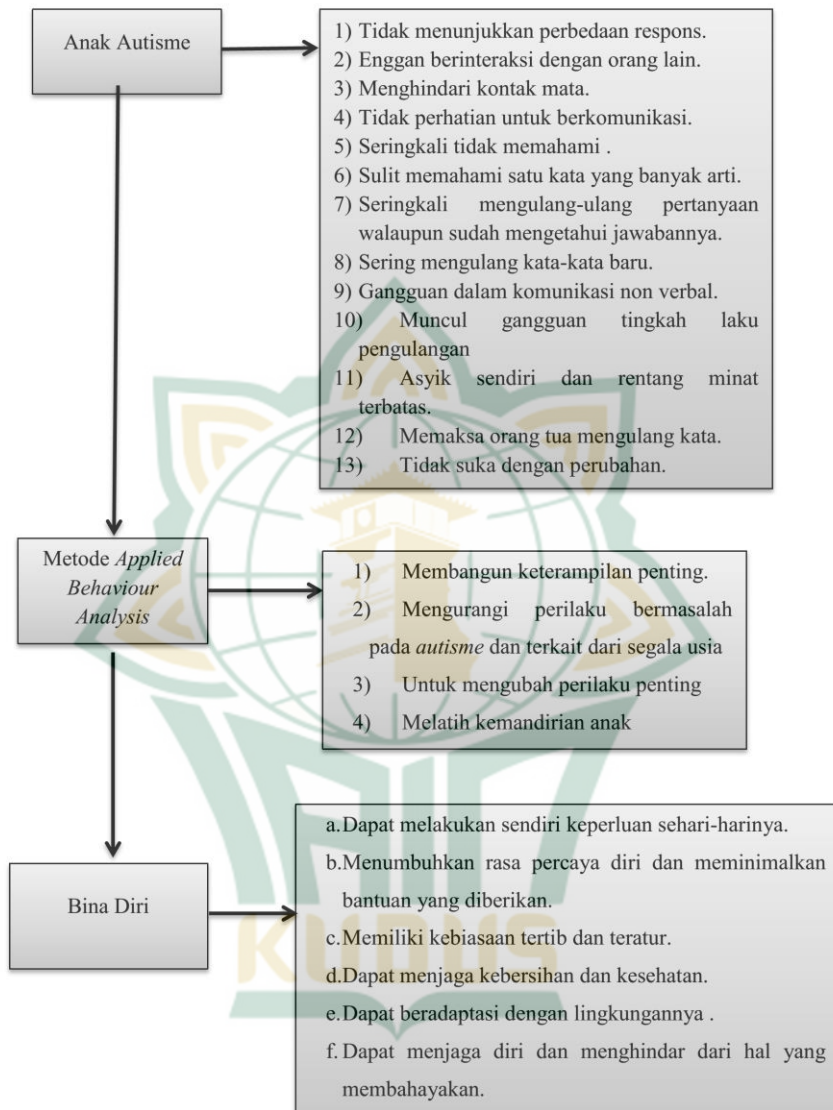 Anak Autisme
1) Tidak menunjukkan perbedaan respons.
2) Enggan berinteraksi dengan orang lain.
3) Menghindari kontak mata.
4) Tidak perhatian untuk berkomunikasi.
5) Seringkali tidak memahami .
6) Sulit memahami satu kata yang banyak arti.
7) Seringkali mengulang-ulang pertanyaan
walaupun sudah mengetahui jawabannya.
8) Sering mengulang kata-kata baru.
9) Gangguan dalam komunikasi non verbal.
10) Muncul gangguan tingkah laku
pengulangan
11) Asyik sendiri dan rentang minat
terbatas.
12) Memaksa orang tua mengulang kata.
13) Tidak suka dengan perubahan.
Metode Applied
Behaviour
Analysis
1) Membangun keterampilan penting.
2) Mengurangi perilaku bermasalah
pada autisme dan terkait dari segala usia
3) Untuk mengubah perilaku penting
4) Melatih kemandirian anak
Bina Diri
a.Dapat melakukan sendiri keperluan sehari-harinya.
b.Menumbuhkan rasa percaya diri dan meminimalkan
bantuan yang diberikan.
c.Memiliki kebiasaan tertib dan teratur.
d.Dapat menjaga kebersihan dan kesehatan.
e.Dapat beradaptasi dengan lingkungannya .
f. Dapat menjaga diri dan menghindar dari hal yang
membahayakan.
KUDUS